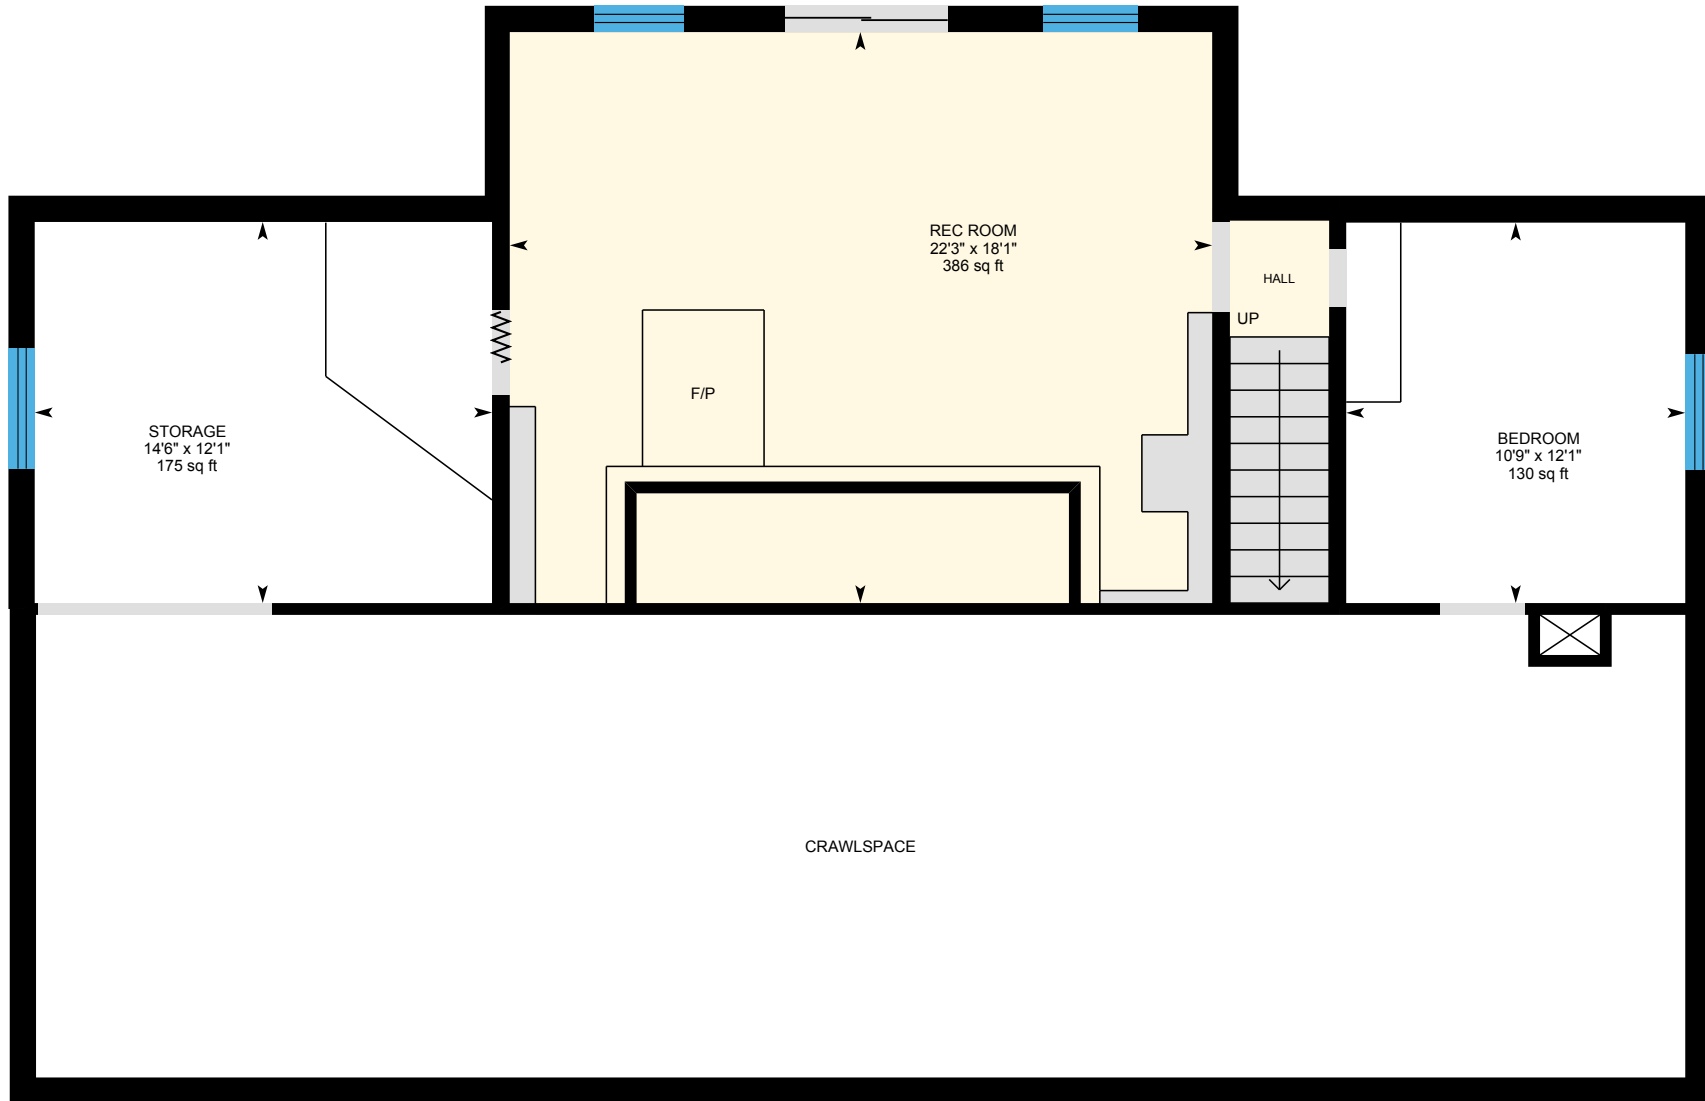 REC ROOM
22'3" x 18'1"
386 sq ft
HALL
UP
F/P
STORAGE
14'6" x 12'1"
175 sq ft
BEDROOM
10'9" x 12'1"
130 sq ft
CRAWLSPACE